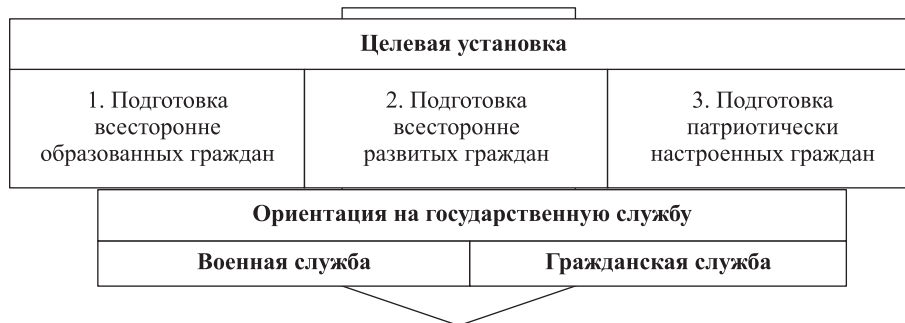 Целевая установка
1. Подготовка
всесторонне
образованных граждан
2. Подготовка
всесторонне
развитых граждан
3. Подготовка
патриотически
настроенных граждан
Ориентация на государственную службу
Военная служба
Гражданская служба